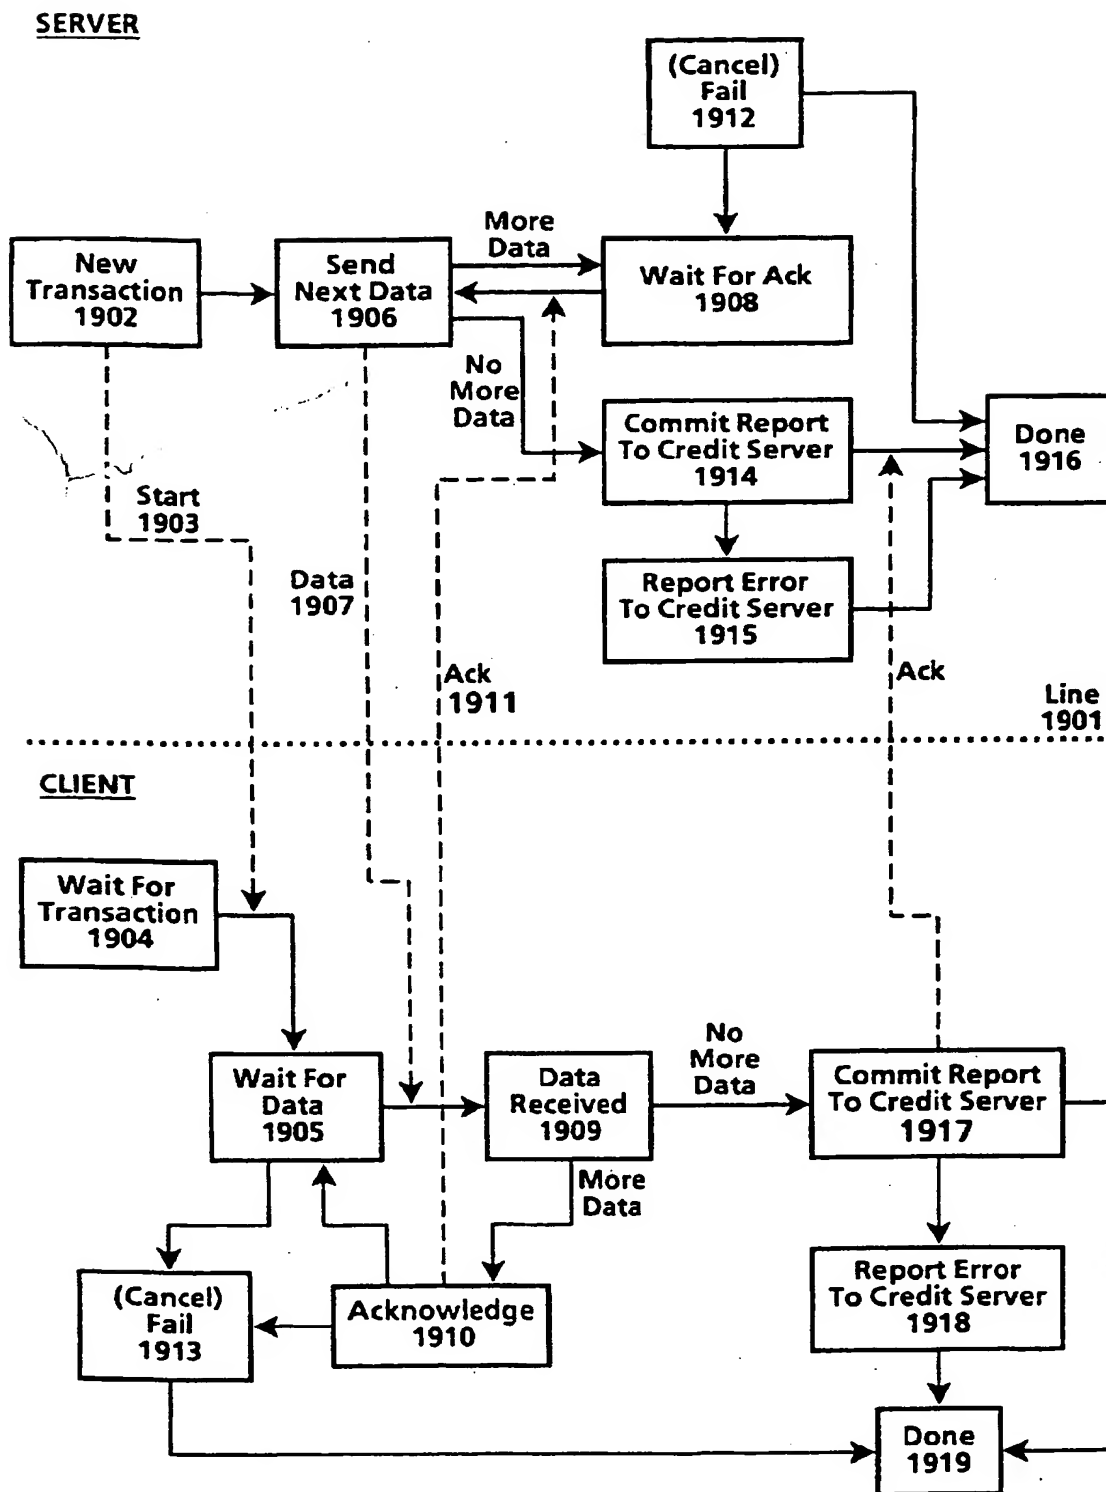 SERVER
(Cancel)
Fail
1912
New
Transaction
1902
Send
Next Data
1906
More
Data
Wait For Ack
1908
No
More
Data
Commit Report
To Credit Server
1914
Done
1916
Start
1903
Data
1907
Report Error
To Credit Server
1915
Ack
1911
Ack
Line
1901
CLIENT
Wait For
Transaction
1904
Wait For
Data
1905
Data
Received
1909
No
More
Data
Commit Report
To Credit Server
1917
More
Data
(Cancel)
Fail
1913
Acknowledge
1910
Report Error
To Credit Server
1918
Done
1919